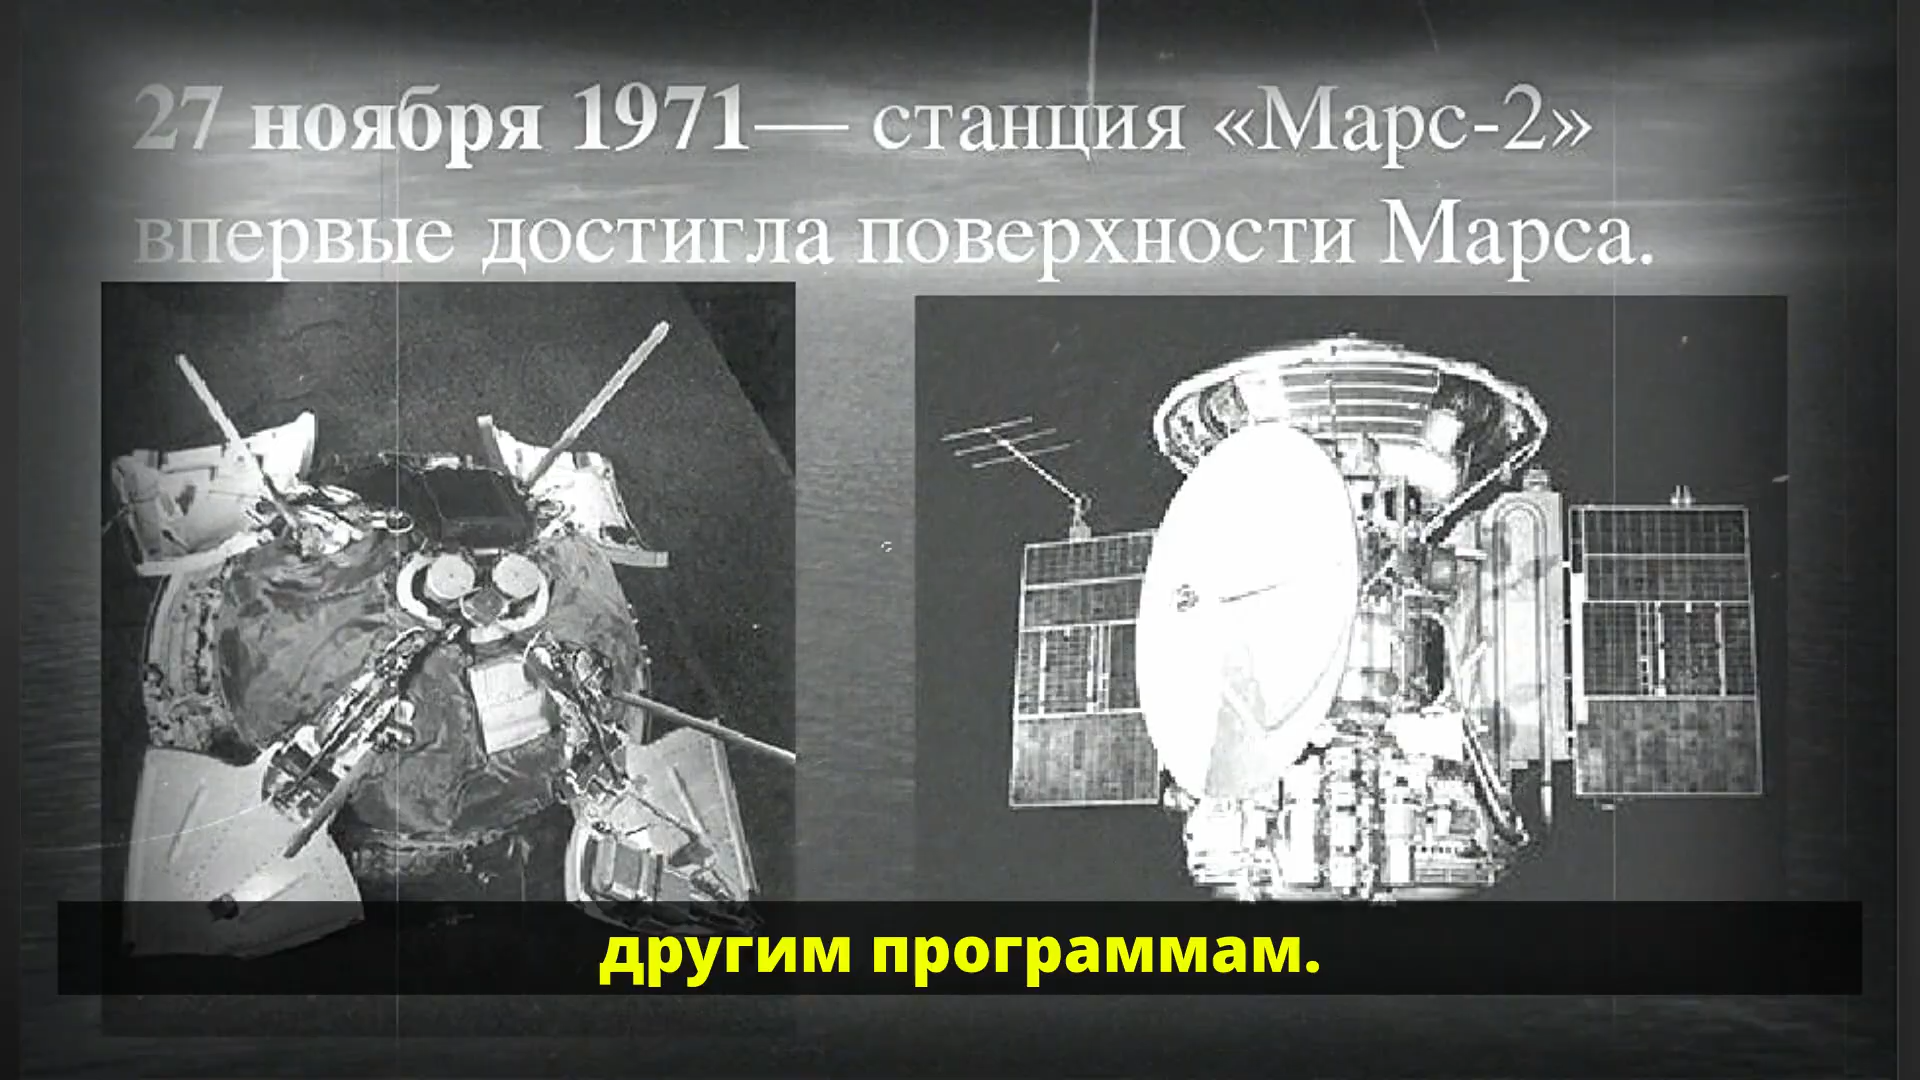 27 ноября 1971— станция «Марс-2»
впервые достигла поверхности Марса.
другим программам.